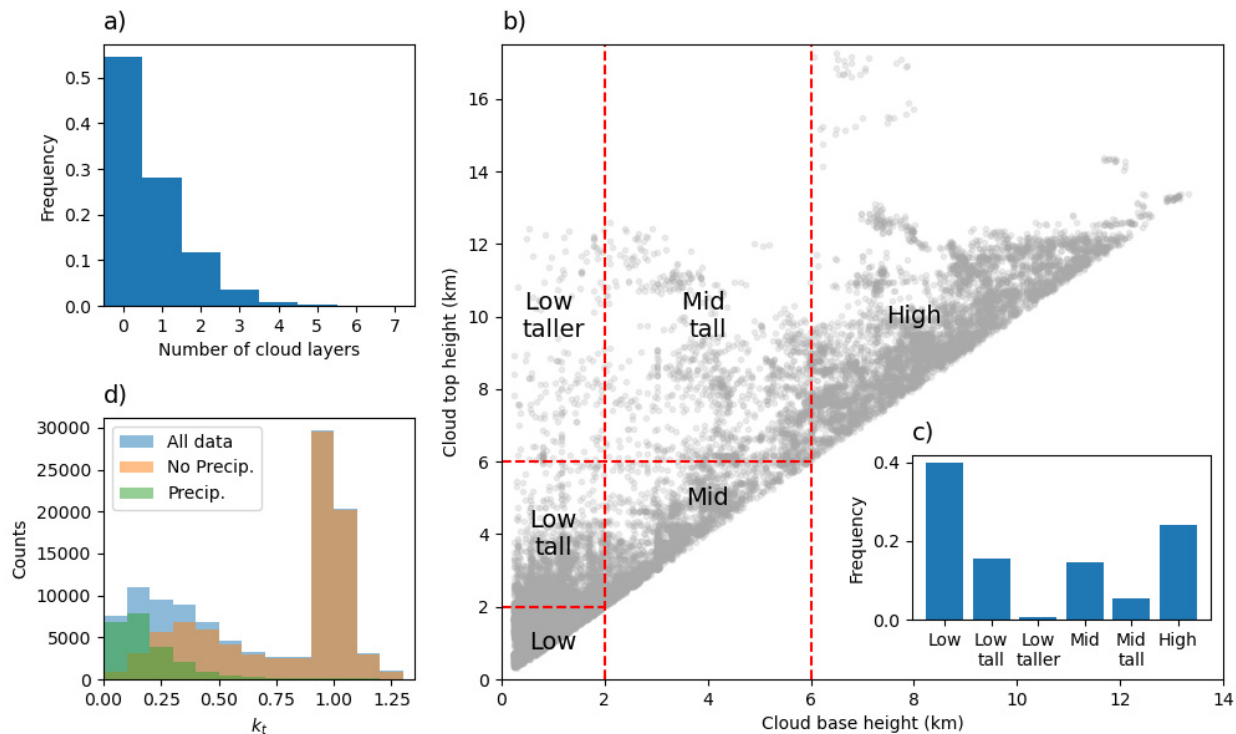 a)
Frequency
0.5
0.4
0.3
0.2
0.1
0.0
0 1 2 3 4 5 6 7
Number of cloud layers
b)
Cloud top height (km)
16
14
12
10
8
6
4
2
0
Low
taller
Mid
tall
High
Low
tall
Mid
Low
0 2 4 6 8 10 12 14
Cloud base height (km)
c)
Frequency
0.4
0.2
0.0
Low
Low
tall
Low
taller
Mid
Mid
tall
High
d)
Counts
30000
25000
20000
15000
10000
5000
0
All data
No Precip.
Precip.
0.00 0.25 0.50 0.75 1.00 1.25
kt